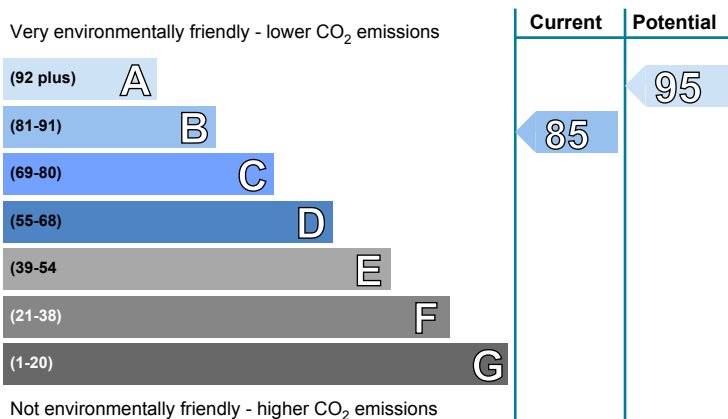 Current Potential
Very environmentally friendly - lower CO2 emissions
(92 plus) A
95
(81-91) B
85
(69-80) C
(55-68) D
(39-54 E
(21-38) F
(1-20) G
Not environmentally friendly - higher CO2 emissions